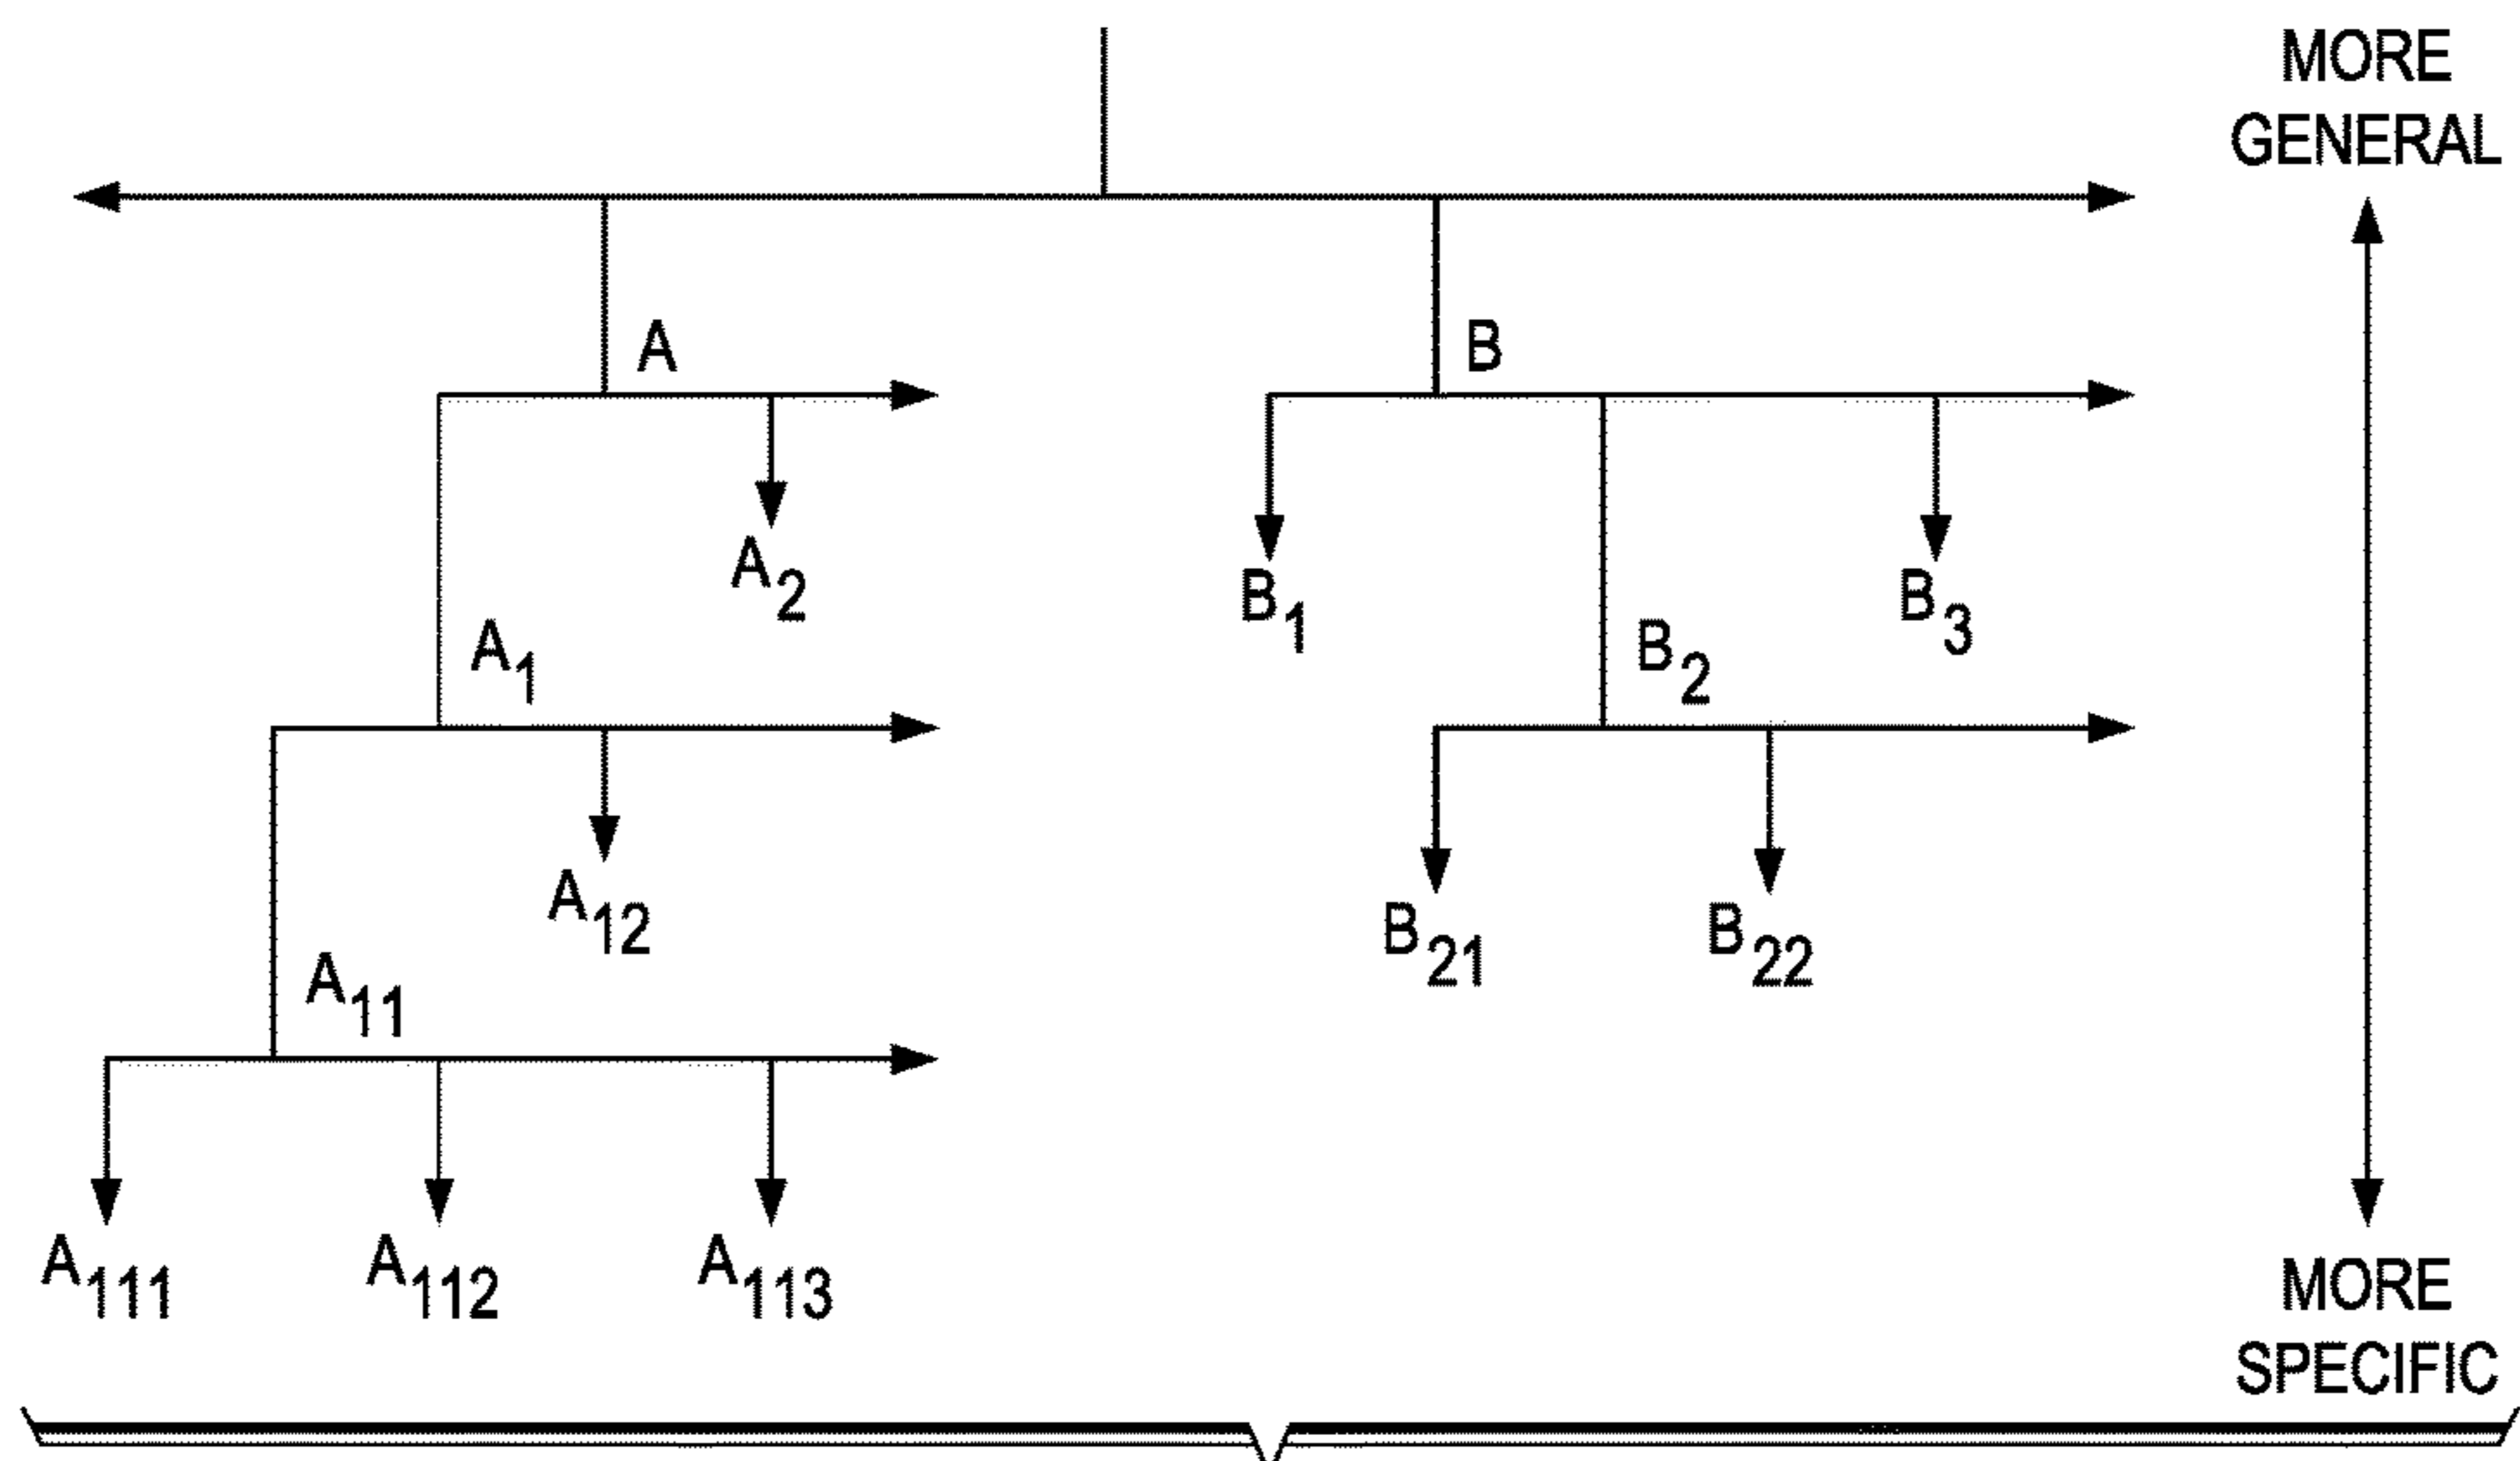 MORE
GENERAL
A
B
A2
B1
B3
A1
B2
A12
B21
B22
A11
A111
A112
A113
MORE
SPECIFIC